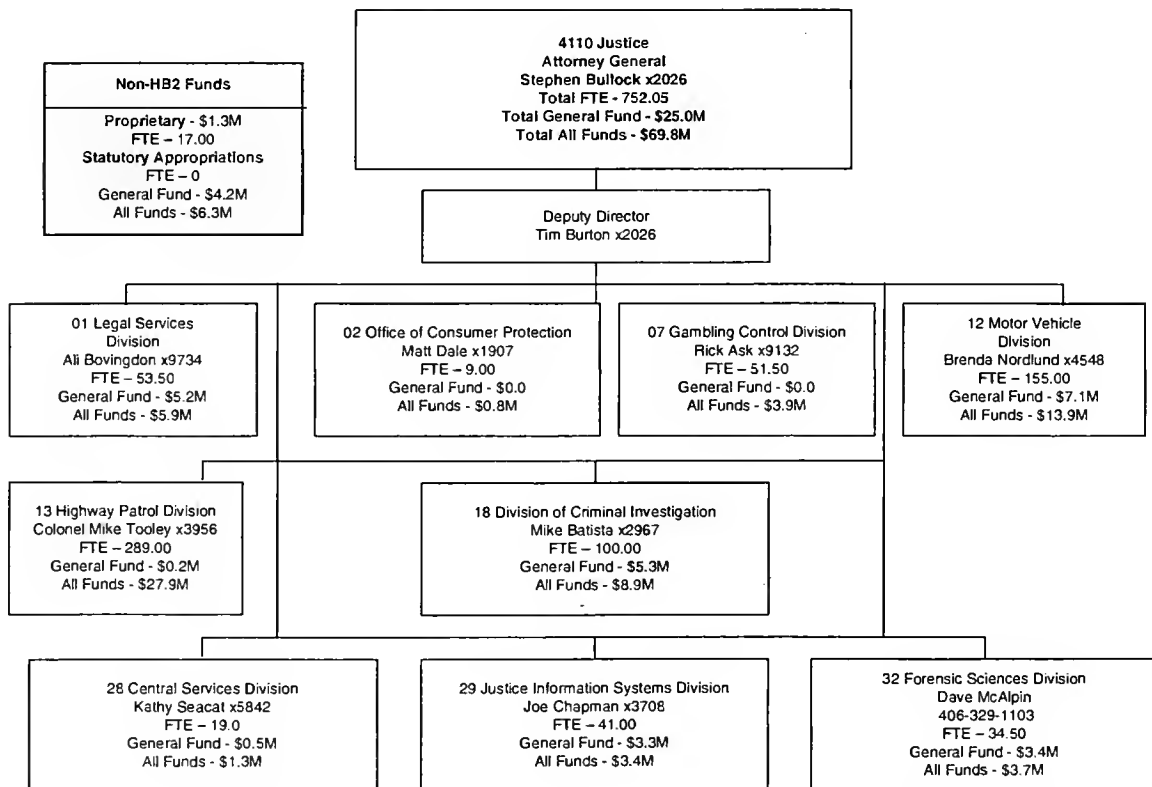 4110 Justice
Attorney General
Stephen Bullock x2026
Total FTE - 752.05
Total General Fund - $25.0M
Total All Funds - $69.8M
Non-HB2 Funds
Proprietary - $1.3M
FTE – 17.00
Statutory Appropriations
FTE – 0
General Fund - $4.2M
All Funds - $6.3M
Deputy Director
Tim Burton x2026
01 Legal Services
Division
Ali Bovingdon x9734
FTE – 53.50
General Fund - $5.2M
All Funds - $5.9M
02 Office of Consumer Protection
Matt Dale x1907
FTE - 9.00
General Fund - $0.0
All Funds - $0.8M
07 Gambling Control Division
Rick Ask x9132
FTE - 51.50
General Fund - $0.0
All Funds - $3.9M
12 Motor Vehicle
Division
Brenda Nordlund x4548
FTE – 155.00
General Fund - $7.1M
All Funds - $13.9M
13 Highway Patrol Division
Colonel Mike Tooley x3956
FTE – 289.00
General Fund - $0.2M
All Funds - $27.9M
18 Division of Criminal Investigation
Mike Batista x2967
FTE – 100.00
General Fund - $5.3M
All Funds - $8.9M
28 Central Services Division
Kathy Seacat x5842
FTE – 19.0
General Fund - $0.5M
All Funds - $1.3M
29 Justice Information Systems Division
Joe Chapman x3708
FTE – 41.00
General Fund - $3.3M
All Funds - $3.4M
32 Forensic Sciences Division
Dave McAlpin
406-329-1103
FTE - 34.50
General Fund - $3.4M
All Funds - $3.7M